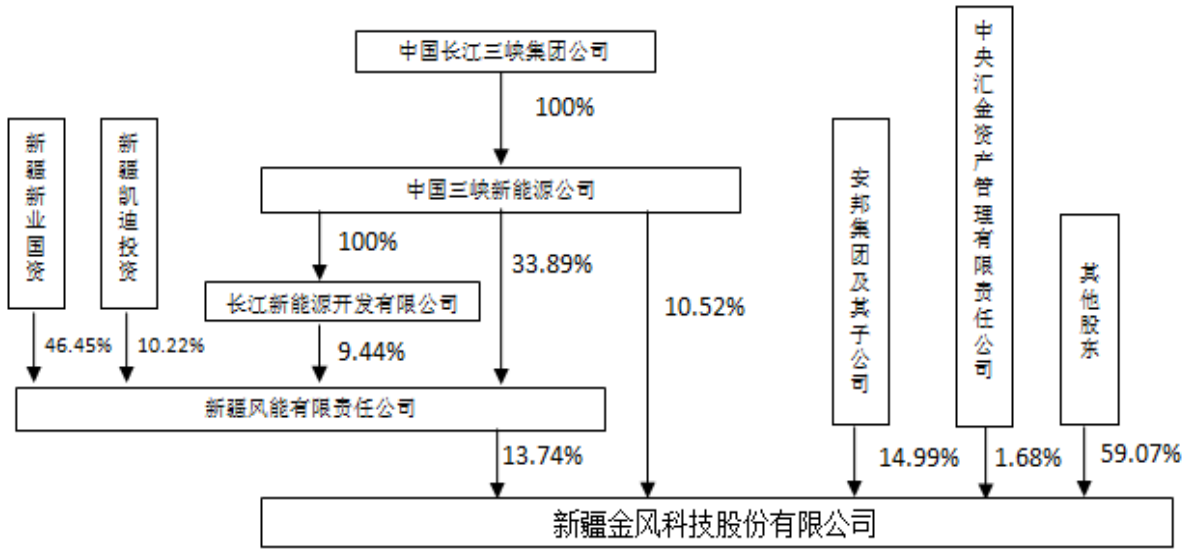 中国长江三峡集团公司
100%
中国三峡新能源公司
100%
33.89%
10.52%
长江新能源开发有限公司
9.44%
新疆新业国资
46.45%
新疆凯迪投资
10.22%
新疆风能有限责任公司
13.74%
安邦集团及其子公司
14.99%
中央汇金资产管理有限责任公司
1.68%
其他股东
59.07%
新疆金风科技股份有限公司